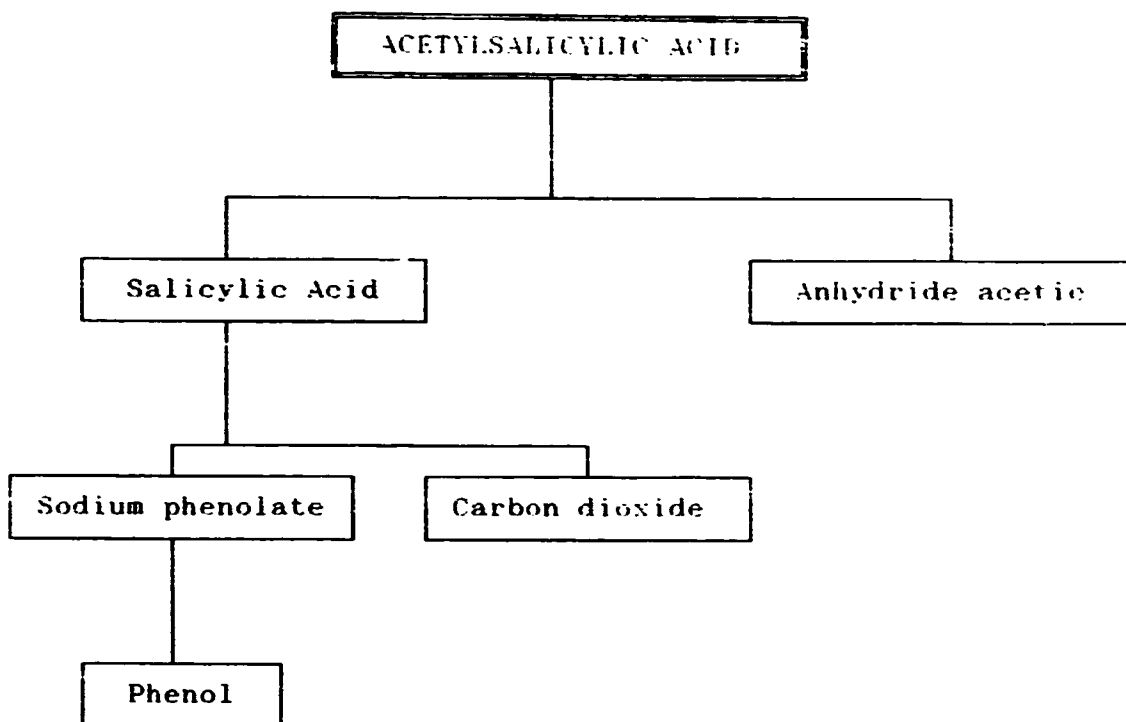 ACETYLSALICYLIC ACID
Salicylic Acid
Anhydride acetic
Sodium phenolate
Carbon dioxide
Phenol